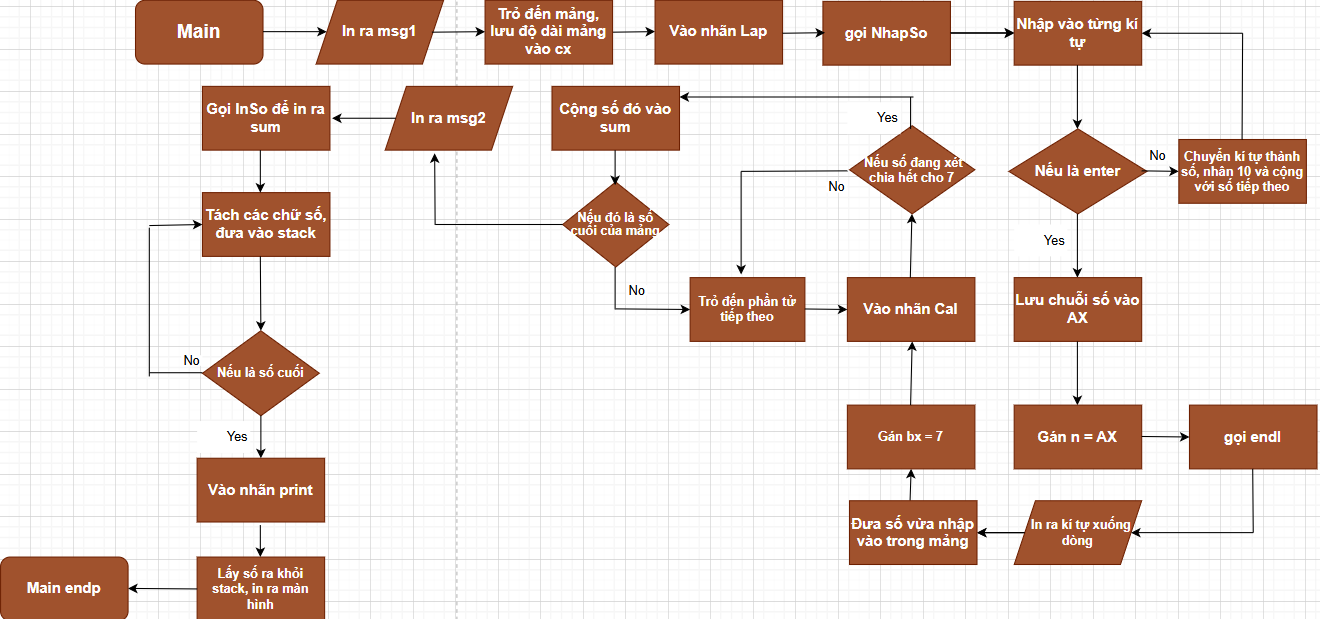 Main
In ra msg1
Trỏ đến mảng,
lưu độ dài mảng
vào cx
Vào nhãn Lap
gọi NhapSo
Nhập vào từng kí
tự
Gọi InSo để in ra
sum
In ra msg2
Cộng số đó vào
sum
Yes
Nếu số đang xét
chia hết cho 7
No
Nếu là enter
No
Chuyển kí tự thành
số, nhân 10 và cộng
với số tiếp theo
Tách các chữ số,
đưa vào stack
Nếu đó là số
cuối của mảng
Yes
No
Trỏ đến phần tử
tiếp theo
Vào nhãn Cal
Lưu chuỗi số vào
AX
No
Nếu là số cuối
Yes
Gán bx = 7
Gán n = AX
gọi endl
Vào nhãn print
Đưa số vừa nhập
vào trong mảng
In ra kí tự xuống
dòng
Main endp
Lấy số ra khỏi
stack, in ra màn
hình